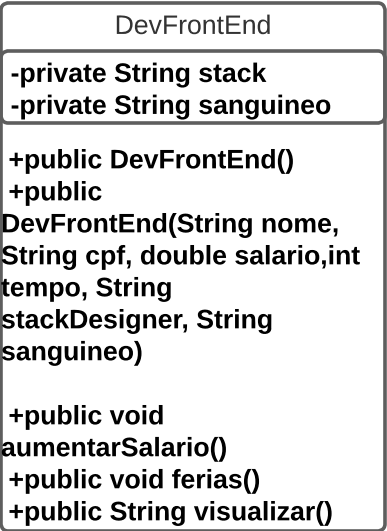 DevFrontEnd
-private String stack
-private String sanguineo
+public DevFrontEnd()
+public
DevFrontEnd(String nome,
String cpf, double salario,int
tempo, String
stackDesigner, String
sanguineo)
+public void
aumentarSalario()
+public void ferias()
+public String visualizar()